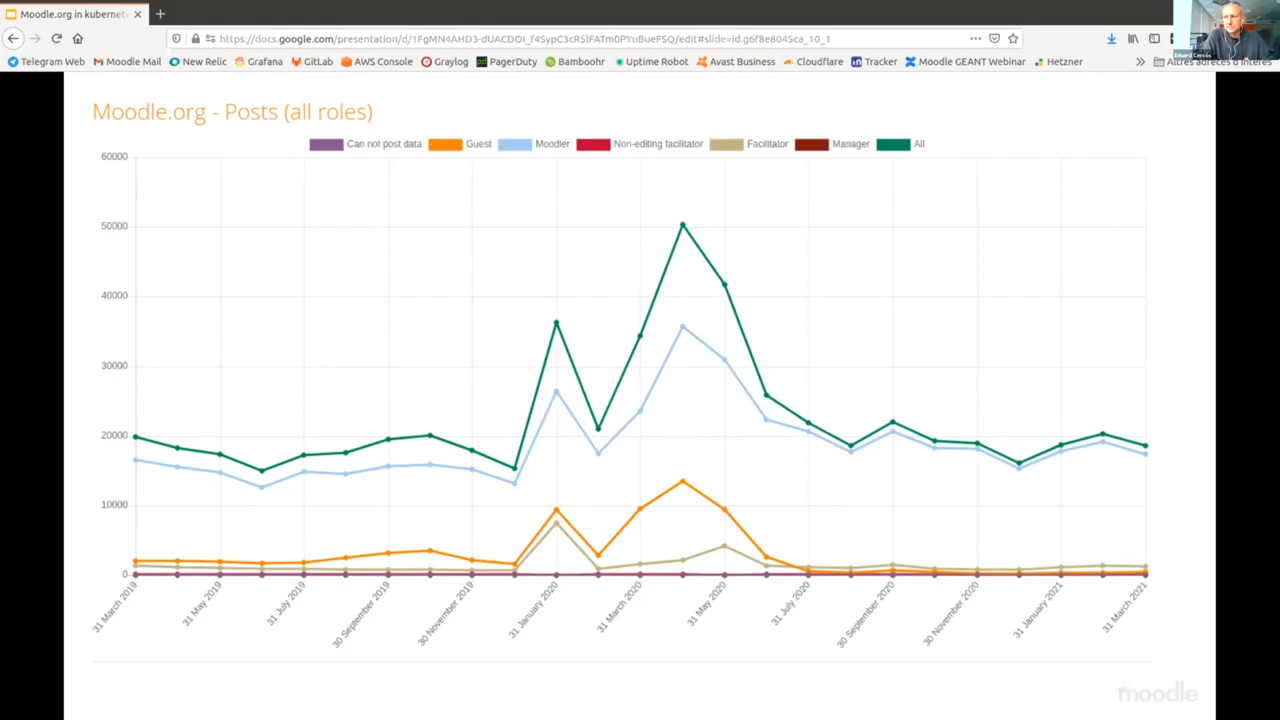 Moodle.org in kubernete
https://docs.google.com/presentation/d/1FgMN4AHD3-dUACDOI_f4SypC3cRSlFATm0PYuBueFSQ/edit#slide=id.g6f8e8045ca_10_1
Telegram Web Moodle Mail New Relic Grafana GitLab AWS Console Graylog PagerDuty Bamboohr Uptime Robot Avast Business Cloudflare Tracker Moodle GEANT Webinar Hetzner Altres adreces d'interès
Eduard Cercós
Moodle.org - Posts (all roles)
Can not post data Guest Moodler Non-editing facilitator Facilitator Manager All
60000
50000
40000
30000
20000
10000
0
31 March 2019
31 May 2019
31 July 2019
30 September 2019
30 November 2019
31 January 2020
31 March 2020
31 May 2020
31 July 2020
30 September 2020
30 November 2020
31 January 2021
31 March 2021
moodle